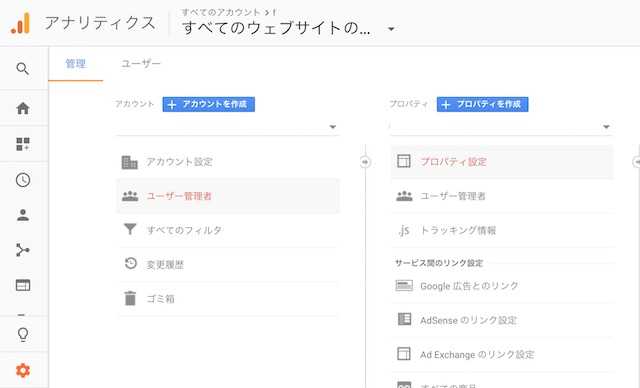 アナリティクス
すべてのアカウント > f
すべてのウェブサイトの...
管理
ユーザー
アカウント
+ アカウントを作成
アカウント設定
ユーザー管理者
すべてのフィルタ
変更履歴
ゴミ箱
プロパティ
+ プロパティを作成
プロパティ設定
ユーザー管理者
.js トラッキング情報
サービス間のリンク設定
Google 広告とのリンク
AdSense のリンク設定
Ad Exchange のリンク設定
すべての商品